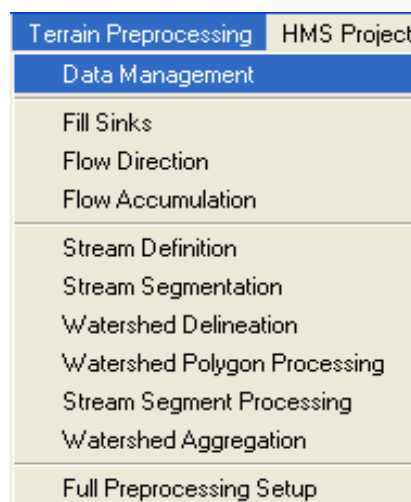 Terrain Preprocessing HMS Project
Data Management
Fill Sinks
Flow Direction
Flow Accumulation
Stream Definition
Stream Segmentation
Watershed Delineation
Watershed Polygon Processing
Stream Segment Processing
Watershed Aggregation
Full Preprocessing Setup